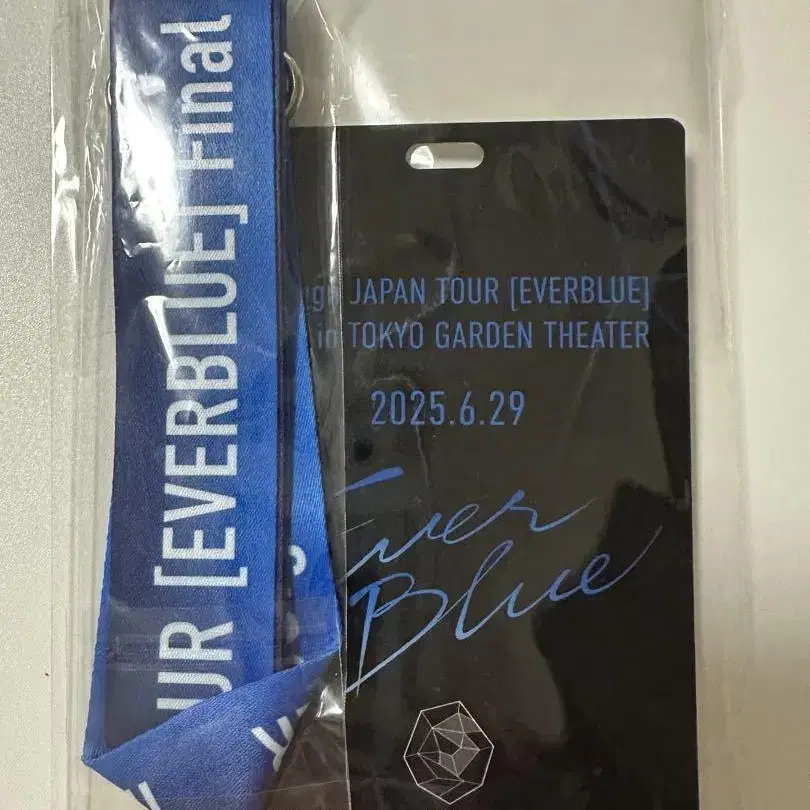 UR [EVERBLUE] Final
JAPAN TOUR [EVERBLUE]
in TOKYO GARDEN THEATER
2025.6.29
Ever
Blue